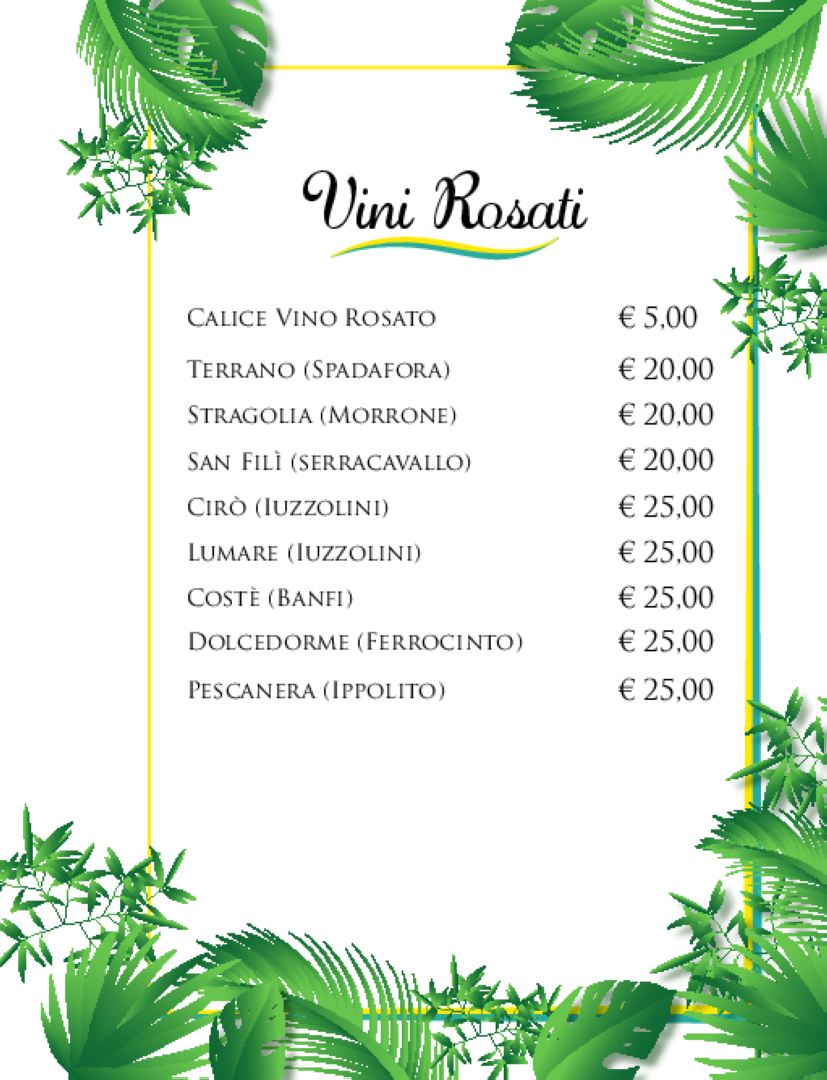 Vini Rosati
Calice Vino Rosato € 5,00
Terrano (Spadafora) € 20,00
Stragolia (Morrone) € 20,00
San Filì (serracavallo) € 20,00
Cirò (Iuzzolini) € 25,00
Lumare (Iuzzolini) € 25,00
Costè (Banfi) € 25,00
Dolcedorme (Ferrocinto) € 25,00
Pescanera (Ippolito) € 25,00